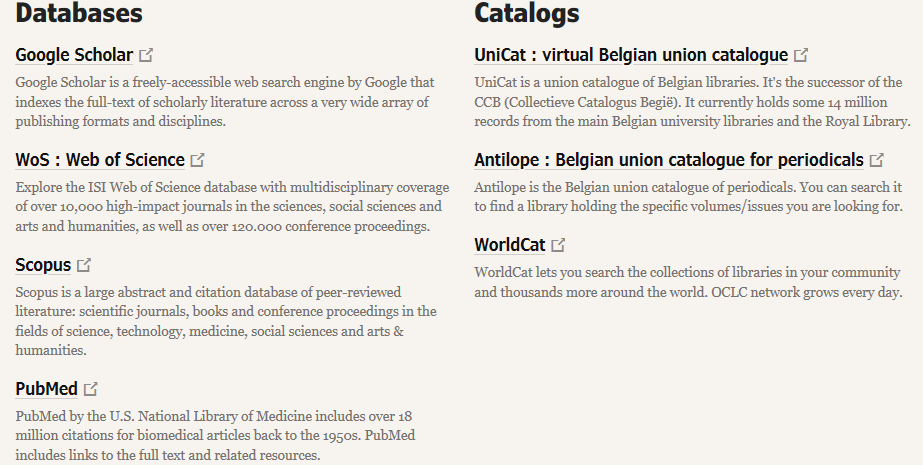 Databases
Google Scholar
Google Scholar is a freely-accessible web search engine by Google that
indexes the full-text of scholarly literature across a very wide array of
publishing formats and disciplines.
WoS : Web of Science
Explore the ISI Web of Science database with multidisciplinary coverage
of over 10,000 high-impact journals in the sciences, social sciences and
arts and humanities, as well as over 120.000 conference proceedings.
Scopus
Scopus is a large abstract and citation database of peer-reviewed
literature: scientific journals, books and conference proceedings in the
fields of science, technology, medicine, social sciences and arts &
humanities.
PubMed
PubMed by the U.S. National Library of Medicine includes over 18
million citations for biomedical articles back to the 1950s. PubMed
includes links to the full text and related resources.
Catalogs
UniCat : virtual Belgian union catalogue
UniCat is a union catalogue of Belgian libraries. It's the successor of the
CCB (Collectieve Catalogus Begië). It currently holds some 14 million
records from the main Belgian university libraries and the Royal Library.
Antilope : Belgian union catalogue for periodicals
Antilope is the Belgian union catalogue of periodicals. You can search it
to find a library holding the specific volumes/issues you are looking for.
WorldCat
WorldCat lets you search the collections of libraries in your community
and thousands more around the world. OCLC network grows every day.